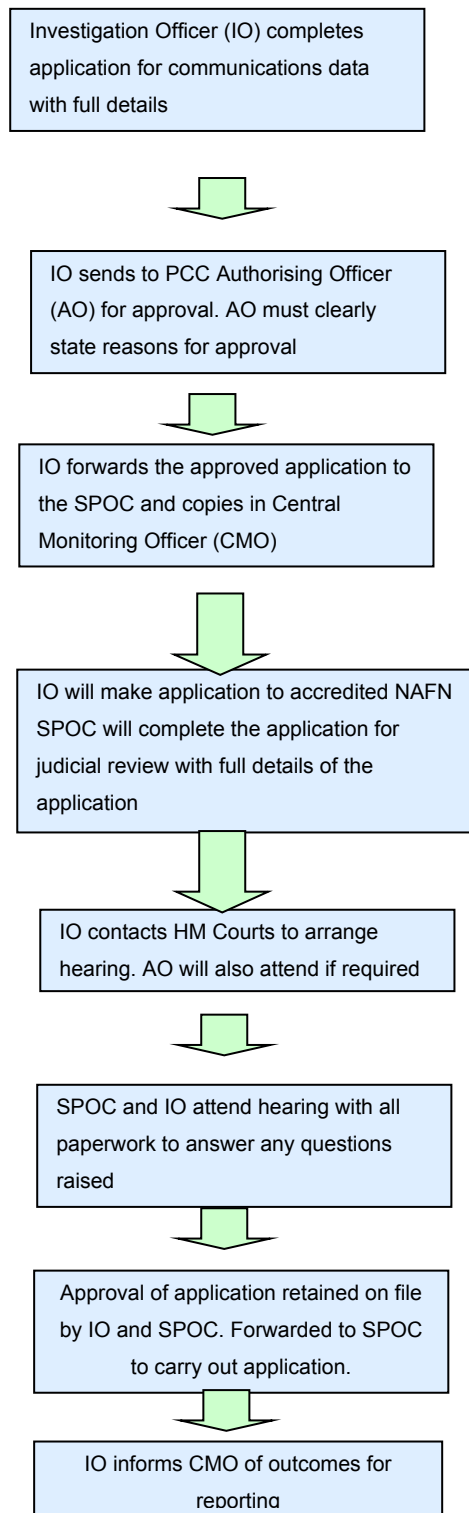 Investigation Officer (IO) completes
application for communications data
with full details
IO sends to PCC Authorising Officer
(AO) for approval. AO must clearly
state reasons for approval
IO forwards the approved application to
the SPOC and copies in Central
Monitoring Officer (CMO)
IO will make application to accredited NAFN
SPOC will complete the application for
judicial review with full details of the
application
IO contacts HM Courts to arrange
hearing. AO will also attend if required
SPOC and IO attend hearing with all
paperwork to answer any questions
raised
Approval of application retained on file
by IO and SPOC. Forwarded to SPOC
to carry out application.
IO informs CMO of outcomes for
reporting